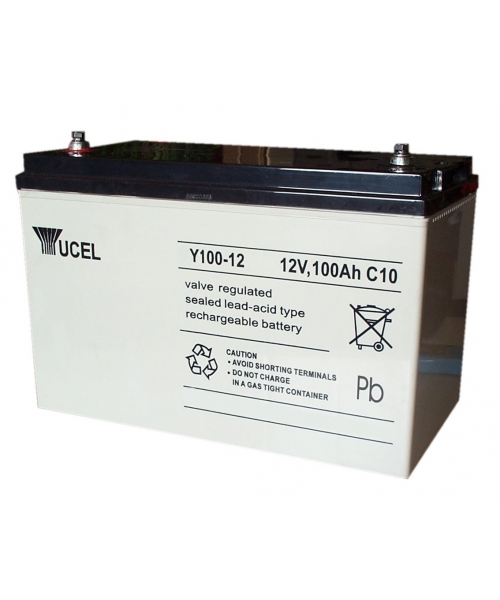 YUCEL
Y100-12 12V,100Ah C10
valve regulated
sealed lead-acid type
rechargeable battery
CAUTION
• AVOID SHORTING TERMINALS
• DO NOT CHARGE
IN A GAS TIGHT CONTAINER
Pb